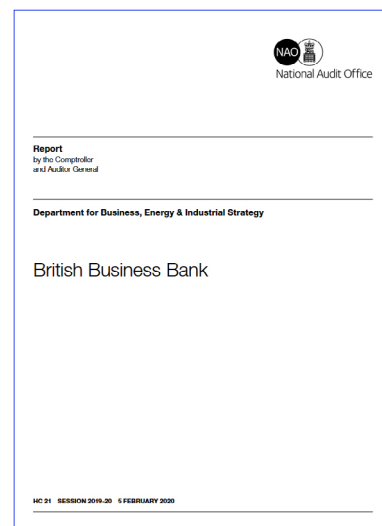 NAO
National Audit Office
Report
by the Comptroller
and Auditor General
Department for Business, Energy & Industrial Strategy
British Business Bank
HC 21 SESSION 2019-20 5 FEBRUARY 2020